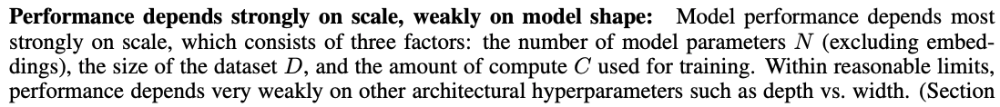 Performance depends strongly on scale, weakly on model shape: Model performance depends most
strongly on scale, which consists of three factors: the number of model parameters N (excluding embed-
dings), the size of the dataset D, and the amount of compute C used for training. Within reasonable limits,
performance depends very weakly on other architectural hyperparameters such as depth vs. width. (Section